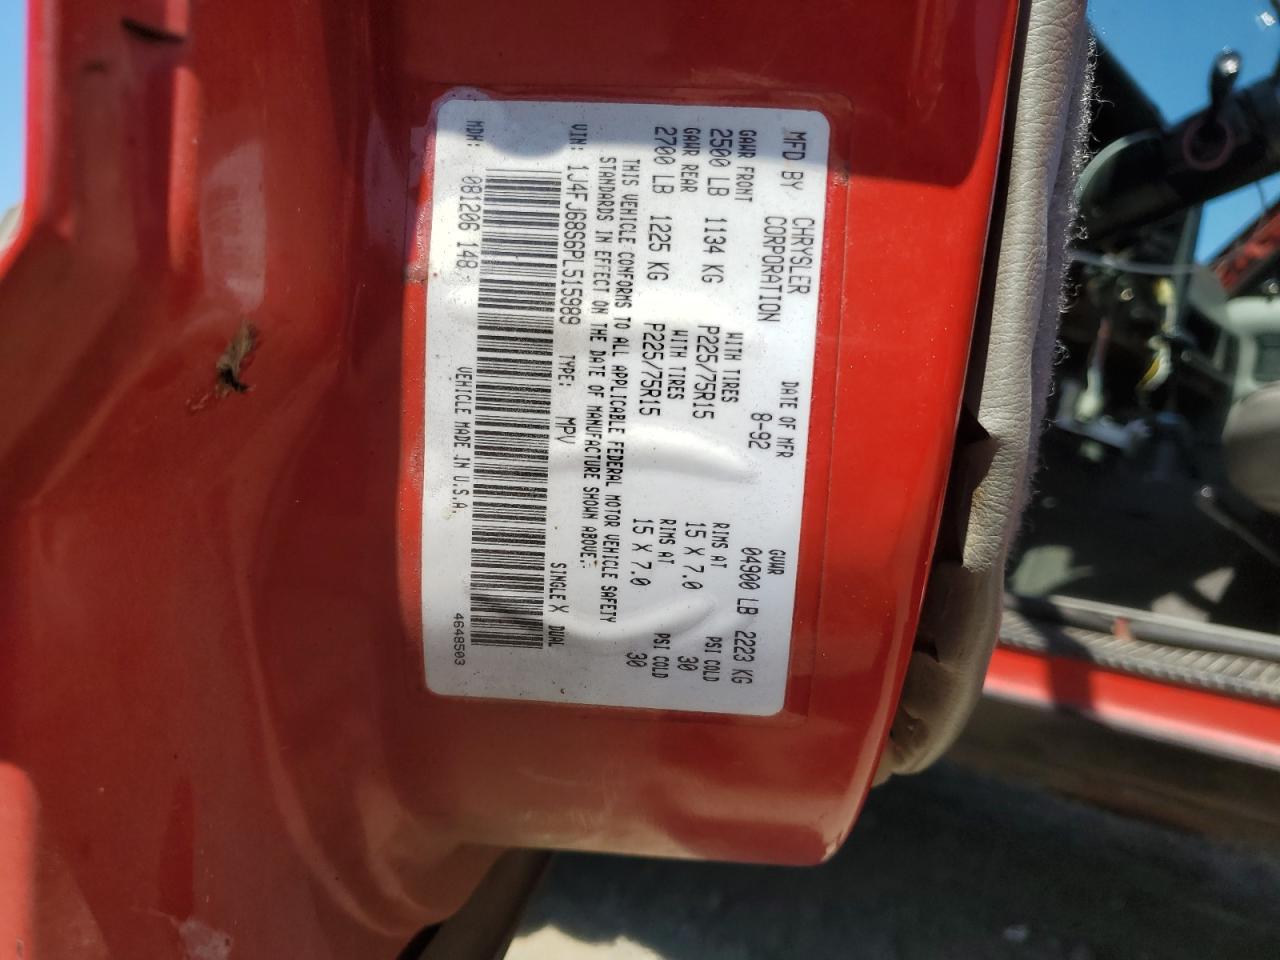 MFD BY CHRYSLER CORPORATION DATE OF MFR 8-92 GVWR 04900 LB 2223 KG
GAWR FRONT WITH TIRES RIMS AT PSI COLD
2500 LB 1134 KG P225/75R15 15 X 7.0 30
GAWR REAR WITH TIRES RIMS AT PSI COLD
2700 LB 1225 KG P225/75R15 15 X 7.0 30
THIS VEHICLE CONFORMS TO ALL APPLICABLE FEDERAL MOTOR VEHICLE SAFETY
STANDARDS IN EFFECT ON THE DATE OF MANUFACTURE SHOWN ABOVE.
VIN: 1J4FJ68S6PL515989 TYPE: MPV SINGLE X DUAL
MDH: 081206 148 VEHICLE MADE IN U.S.A. 4648503